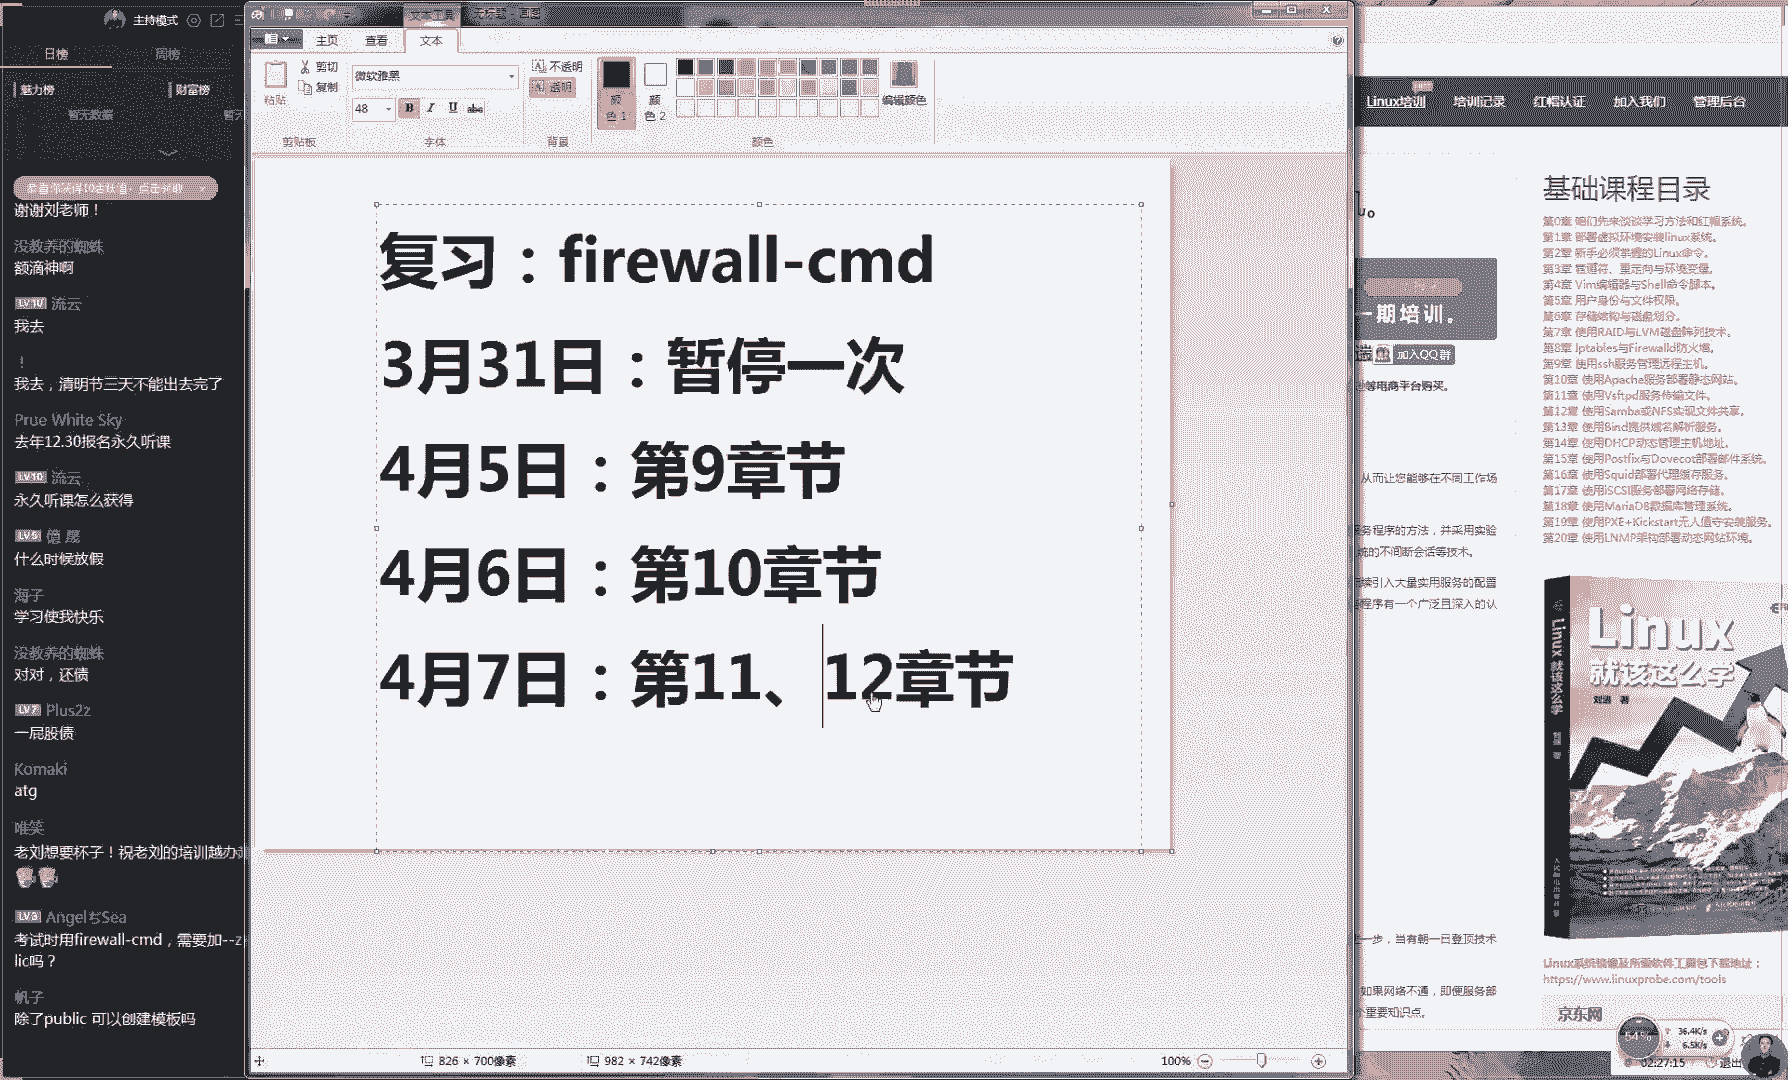 主持模式
日榜 周榜
魅力榜 财富榜
暂无数据
谢谢刘老师！
没教养的蜘蛛
额滴神啊
LV10 流云
我去
！
我去，清明节三天不能出去完了
Prue White Sky
去年12.30报名永久听课
LV10 流云
永久听课怎么获得
什么时候放假
海子
学习使我快乐
没教养的蜘蛛
对对，还债
LV7 Plus2z
一屁股债
Komaki
atg
唯笑
老刘想要杯子！祝老刘的培训越办
LV3 AngelぢSea
考试时用firewall-cmd，需要加--z
lic吗？
帆子
除了public 可以创建模板吗
主页 查看 文本
粘贴 剪切
复制
剪贴板
微软雅黑
48 B I U abc
字体
不透明
透明
背景
颜色 1 颜色 2
编辑颜色
颜色
复习：firewall-cmd
3月31日：暂停一次
4月5日：第9章节
4月6日：第10章节
4月7日：第11、12章节
826 × 700像素
982 × 742像素
100%
Linux培训 培训记录 红帽认证 加入我们 管理后台
一期培训。
加入QQ群
等电商平台购买。
从而让您能够在不同工作场
务程序的方法，并采用实验
统的不间断会话等技术。
续引入大量实用服务的配置
程序有一个广泛且深入的认
一步，当有朝一日登顶技术
如果网络不通，即便服务部
个重要知识点。
基础课程目录
第0章 咱们先来谈谈学习方法和红帽系统。
第1章 部署虚拟环境安装linux系统。
第2章 新手必须掌握的Linux命令。
第3章 管道符、重定向与环境变量。
第4章 Vim编辑器与Shell命令脚本。
第5章 用户身份与文件权限。
第6章 存储结构与磁盘划分。
第7章 使用RAID与LVM磁盘阵列技术。
第8章 Iptables与Firewalld防火墙。
第9章 使用ssh服务管理远程主机。
第10章 使用Apache服务部署静态网站。
第11章 使用Vsftpd服务传输文件。
第12章 使用Samba或NFS实现文件共享。
第13章 使用Bind提供域名解析服务。
第14章 使用DHCP动态管理主机地址。
第15章 使用Postfix与Dovecot部署邮件系统。
第16章 使用Squid部署代理缓存服务。
第17章 使用iSCSI服务部署网络存储。
第18章 使用MariaDB数据库管理系统。
第19章 使用PXE+Kickstart无人值守安装服务。
第20章 使用LNMP架构部署动态网站环境。
Linux
就该这么学
刘遄 著
Linux 就该这么学
Linux系统镜像及所需软件工具包下载地址：
https://www.linuxprobe.com/tools
京东网
54%
36.4K/s
6.5K/s
02:27:15 退出